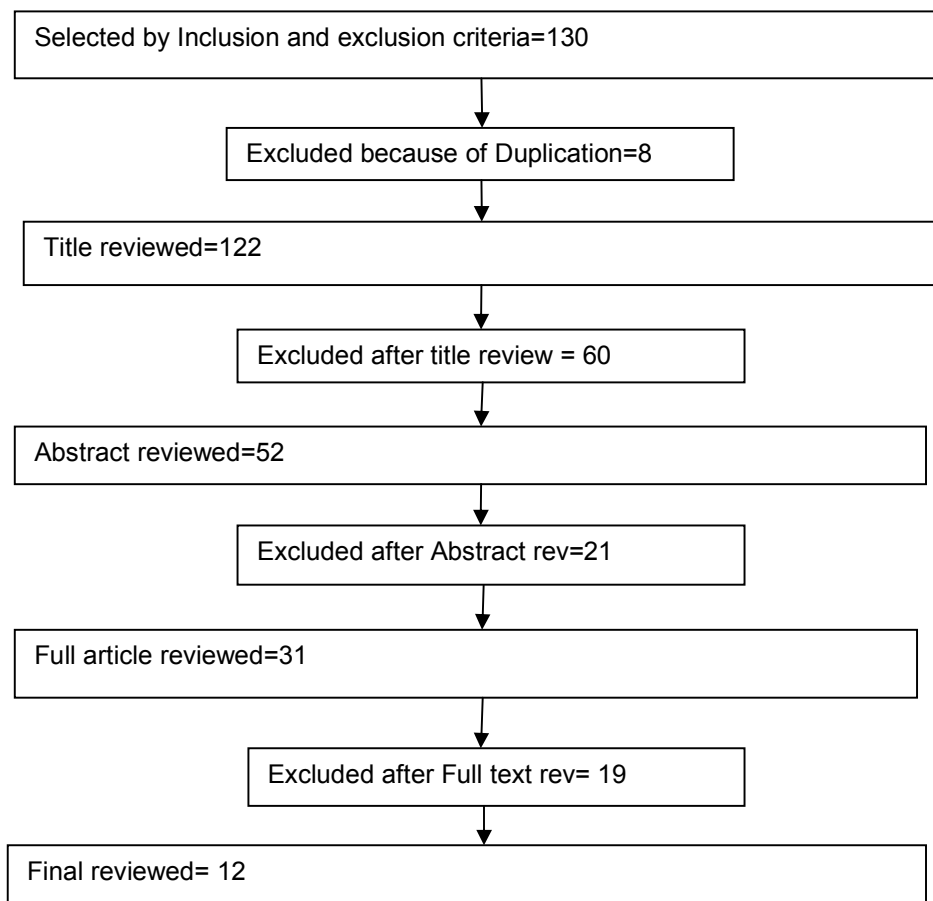 Selected by Inclusion and exclusion criteria=130
Excluded because of Duplication=8
Title reviewed=122
Excluded after title review = 60
Abstract reviewed=52
Excluded after Abstract rev=21
Full article reviewed=31
Excluded after Full text rev= 19
Final reviewed= 12